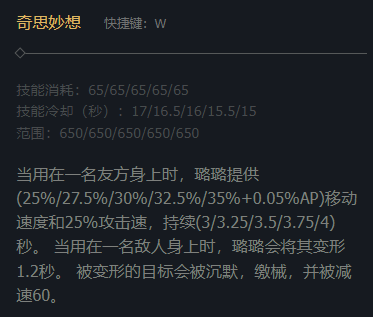 奇思妙想 快捷键：W
技能消耗：65/65/65/65/65
技能冷却（秒）：17/16.5/16/15.5/15
范围：650/650/650/650/650
当用在一名友方身上时，璐璐提供
(25%/27.5%/30%/32.5%/35%+0.05%AP)移动
速度和25%攻击速，持续(3/3.25/3.5/3.75/4)
秒。 当用在一名敌人身上时，璐璐会将其变形
1.2秒。 被变形的目标会被沉默，缴械，并被减
速60。